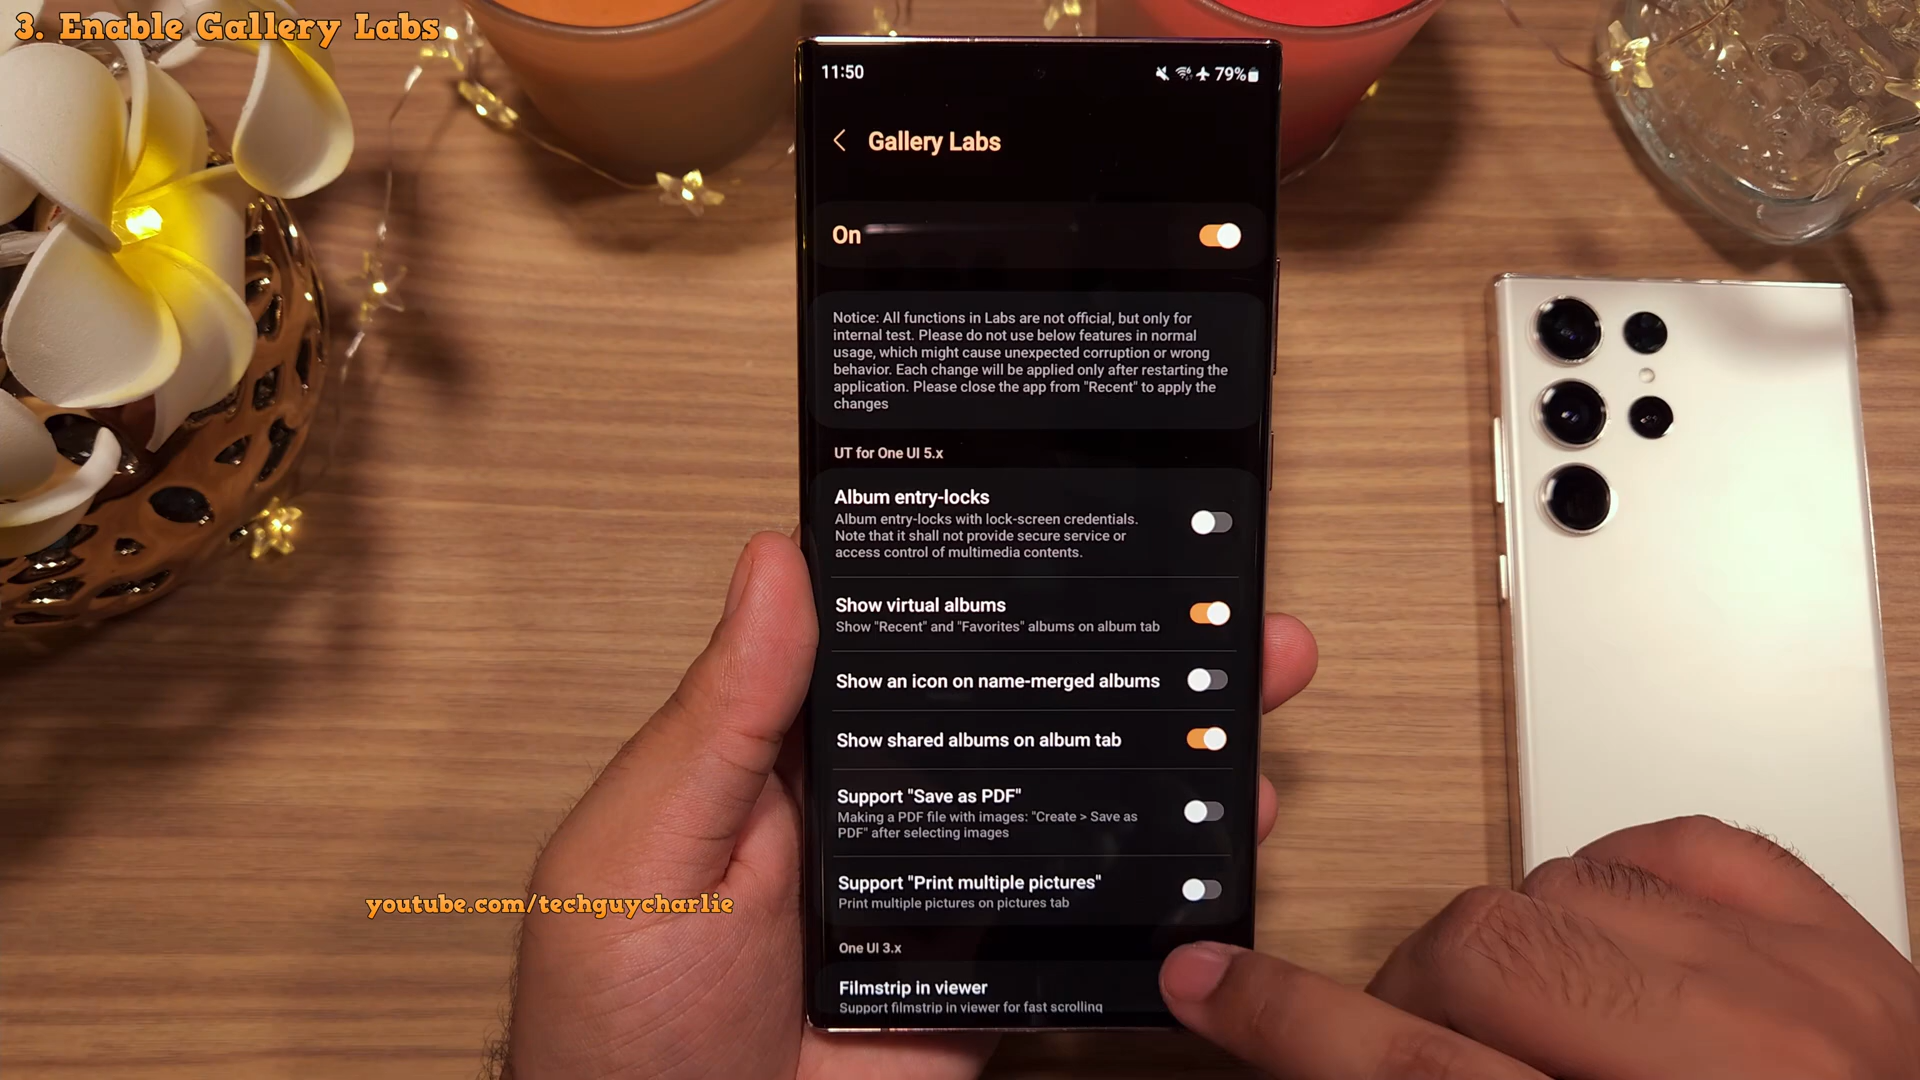 3. Enable Gallery Labs
11:50
79%
Gallery Labs
On
Notice: All functions in Labs are not official, but only for
internal test. Please do not use below features in normal
usage, which might cause unexpected corruption or wrong
behavior. Each change will be applied only after restarting the
application. Please close the app from "Recent" to apply the
changes
UT for One UI 5.x
Album entry-locks
Album entry-locks with lock-screen credentials.
Note that it shall not provide secure service or
access control of multimedia contents.
Show virtual albums
Show "Recent" and "Favorites" albums on album tab
Show an icon on name-merged albums
Show shared albums on album tab
Support "Save as PDF"
Making a PDF file with images: "Create > Save as
PDF" after selecting images
Support "Print multiple pictures"
Print multiple pictures on pictures tab
One UI 3.x
Filmstrip in viewer
Support filmstrip in viewer for fast scrolling
youtube.com/techguycharlie